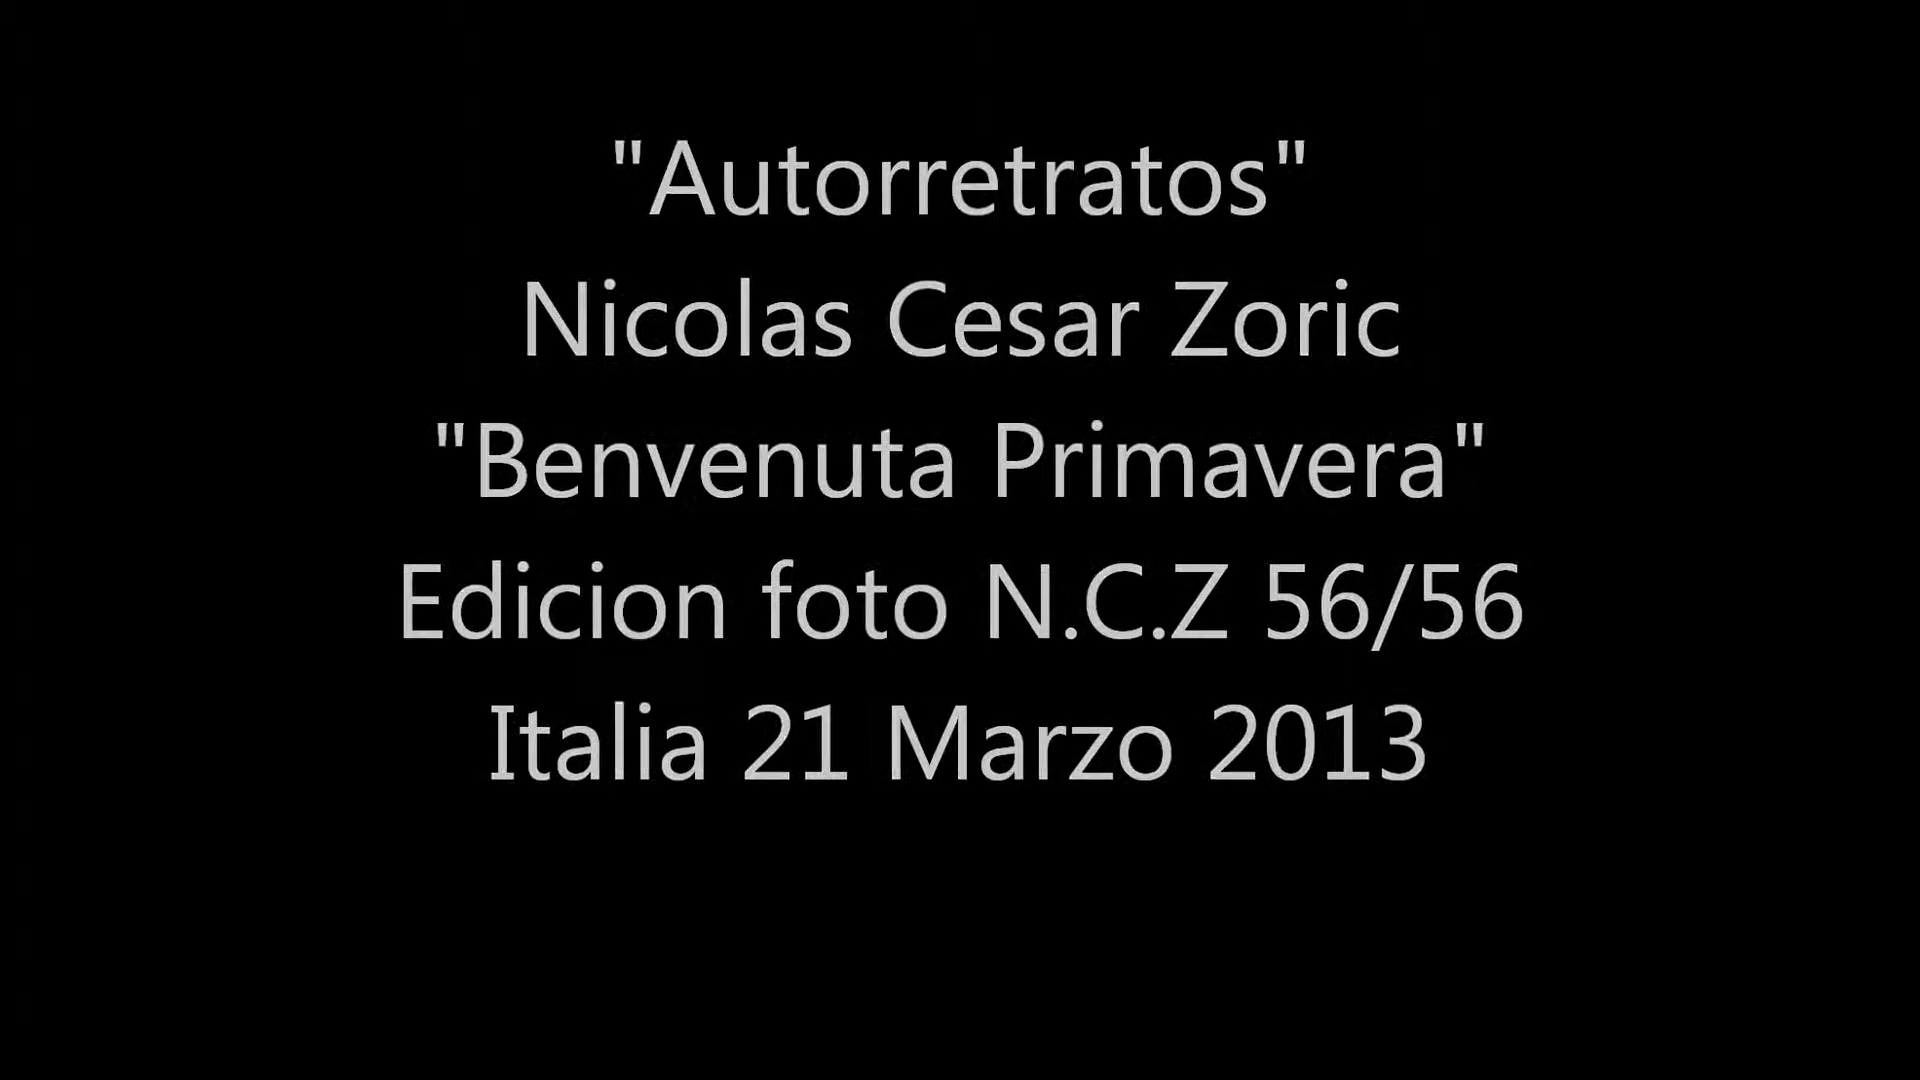 "Autorretratos"
Nicolas Cesar Zoric
"Benvenuta Primavera"
Edicion foto N.C.Z 56/56
Italia 21 Marzo 2013